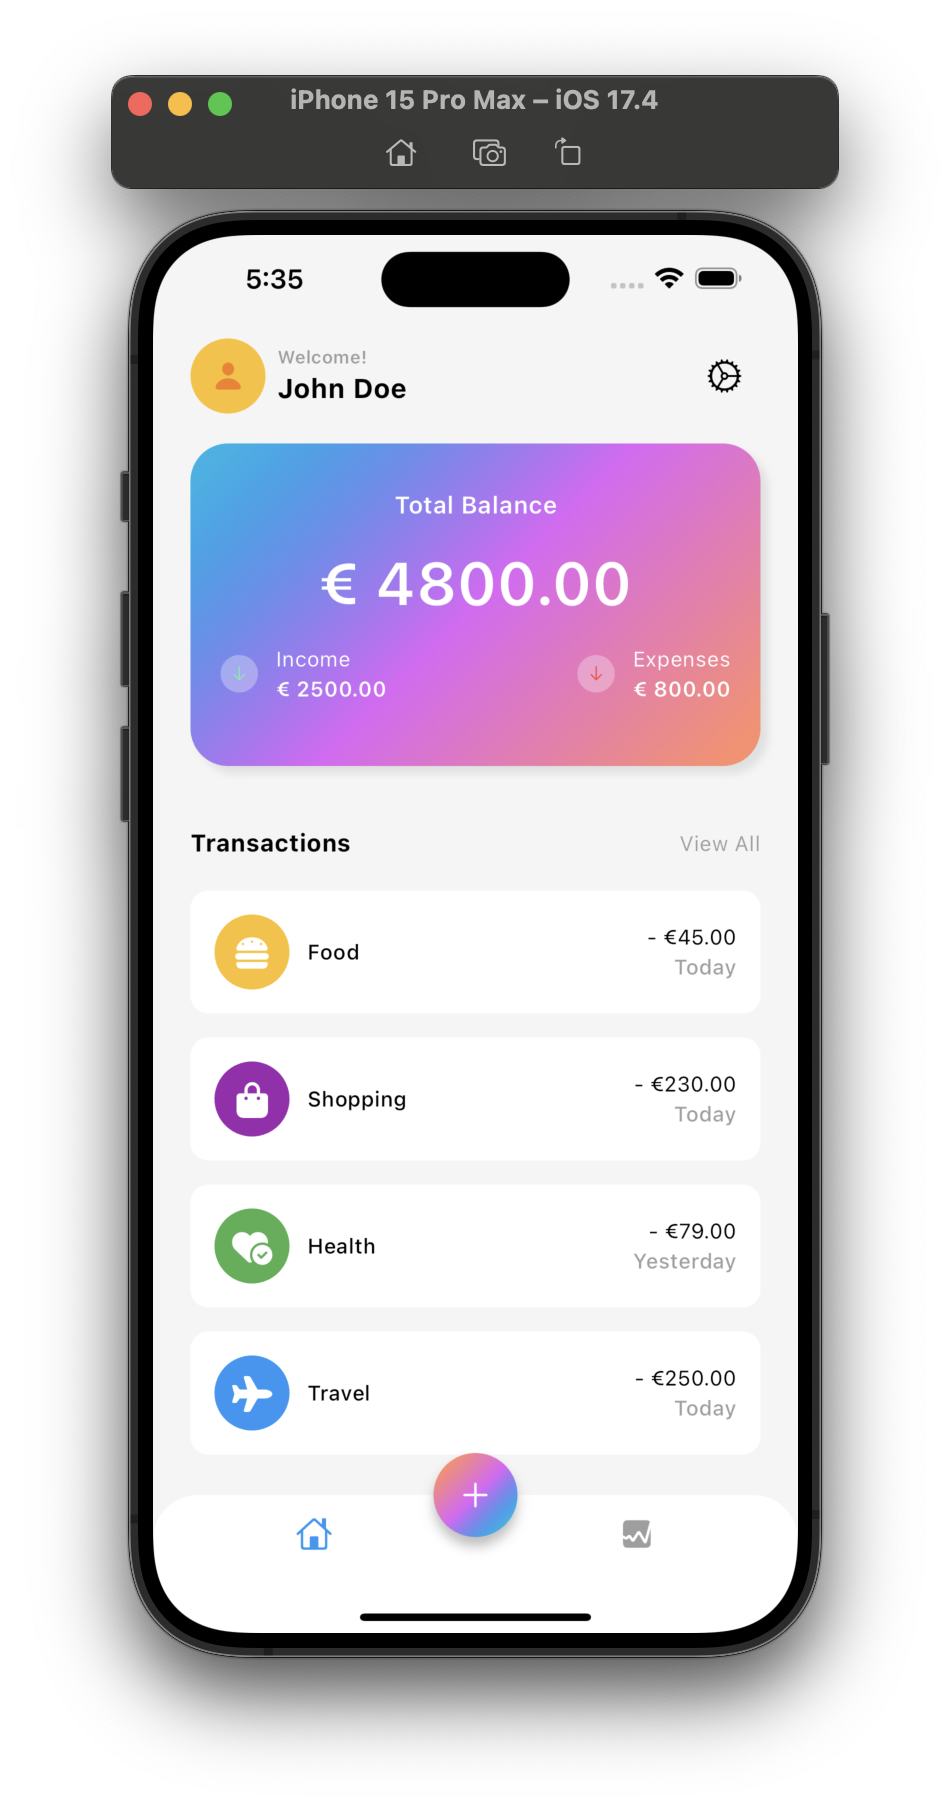 iPhone 15 Pro Max – iOS 17.4
5:35
Welcome!
John Doe
Total Balance
€ 4800.00
Income
€ 2500.00
Expenses
€ 800.00
Transactions
View All
Food
- €45.00
Today
Shopping
- €230.00
Today
Health
- €79.00
Yesterday
Travel
- €250.00
Today